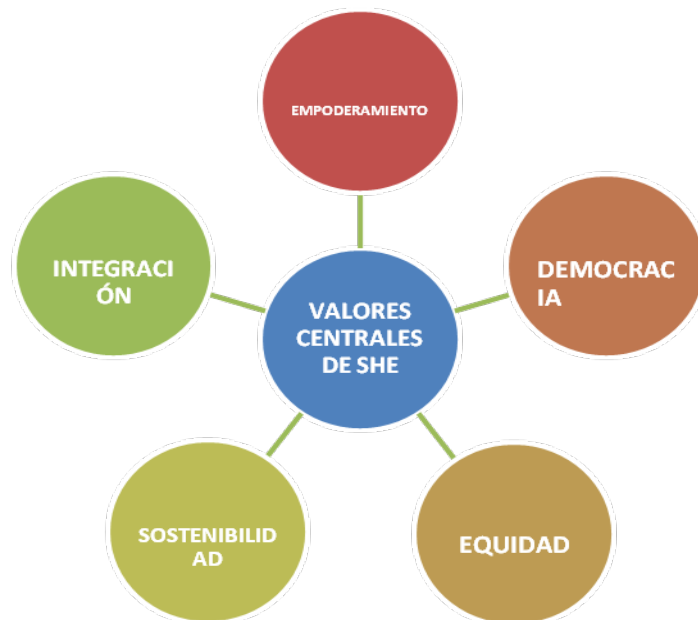 EMPODERAMIENTO
INTEGRACI
ÓN
DEMOCRAC
IA
VALORES
CENTRALES
DE SHE
SOSTENIBILID
AD
EQUIDAD